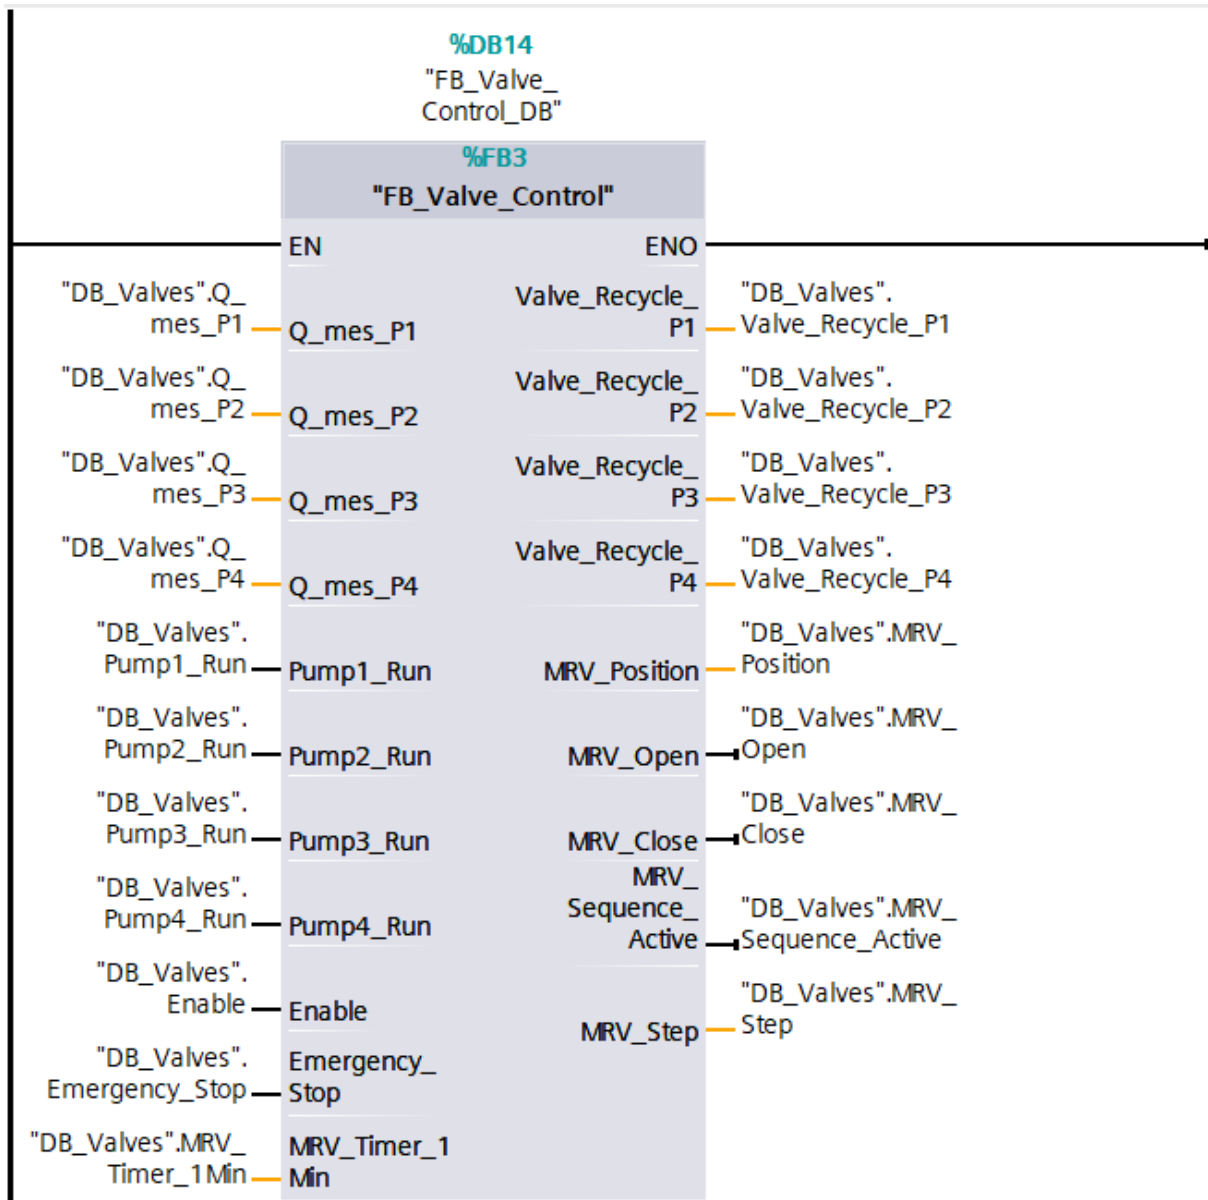 %DB14
"FB_Valve_
Control_DB"
%FB3
"FB_Valve_Control"
EN
ENO
"DB_Valves".Q_
mes_P1
Q_mes_P1
Valve_Recycle_
P1
"DB_Valves".
Valve_Recycle_P1
"DB_Valves".Q_
mes_P2
Q_mes_P2
Valve_Recycle_
P2
"DB_Valves".
Valve_Recycle_P2
"DB_Valves".Q_
mes_P3
Q_mes_P3
Valve_Recycle_
P3
"DB_Valves".
Valve_Recycle_P3
"DB_Valves".Q_
mes_P4
Q_mes_P4
Valve_Recycle_
P4
"DB_Valves".
Valve_Recycle_P4
"DB_Valves".
Pump1_Run
Pump1_Run
MRV_Position
"DB_Valves".MRV_
Position
"DB_Valves".
Pump2_Run
Pump2_Run
MRV_Open
"DB_Valves".MRV_
Open
"DB_Valves".
Pump3_Run
Pump3_Run
MRV_Close
"DB_Valves".MRV_
Close
"DB_Valves".
Pump4_Run
Pump4_Run
MRV_
Sequence_
Active
"DB_Valves".MRV_
Sequence_Active
"DB_Valves".
Enable
Enable
MRV_Step
"DB_Valves".MRV_
Step
"DB_Valves".
Emergency_Stop
Emergency_
Stop
"DB_Valves".MRV_
Timer_1Min
MRV_Timer_1
Min